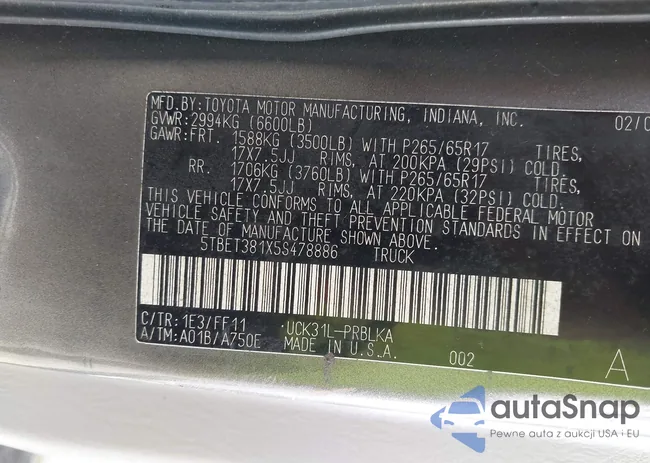 MFD.BY:TOYOTA MOTOR MANUFACTURING, INDIANA, INC. 02/0
GVWR:2994KG (6600LB)
GAWR:FRT. 1588KG (3500LB) WITH P265/65R17 TIRES,
17X7.5JJ RIMS, AT 200KPA (29PSI) COLD.
RR. 1706KG (3760LB) WITH P265/65R17 TIRES,
17X7.5JJ RIMS, AT 220KPA (32PSI) COLD.
THIS VEHICLE CONFORMS TO ALL APPLICABLE FEDERAL MOTOR
VEHICLE SAFETY AND THEFT PREVENTION STANDARDS IN EFFECT ON
THE DATE OF MANUFACTURE SHOWN ABOVE.
5TBET381X5S478886 TRUCK
C/TR:1E3/FF11 UCK31L-PRBLKA
A/TM:A01B/A750E MADE IN U.S.A. 002 A
autoSnap
Pewne auta z aukcji USA i EU